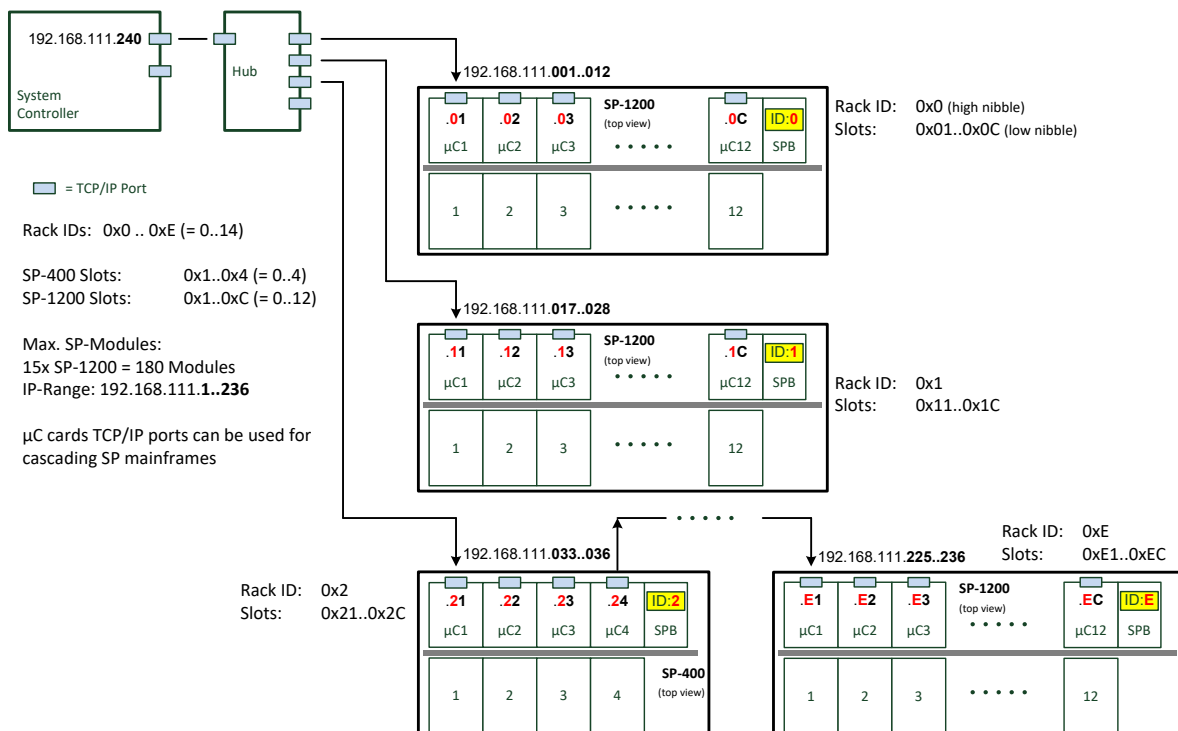 192.168.111.240
System
Controller
Hub
= TCP/IP Port
Rack IDs: 0x0 .. 0xE (= 0..14)
SP-400 Slots: 0x1..0x4 (= 0..4)
SP-1200 Slots: 0x1..0xC (= 0..12)
Max. SP-Modules:
15x SP-1200 = 180 Modules
IP-Range: 192.168.111.1..236
µC cards TCP/IP ports can be used for
cascading SP mainframes
192.168.111.001..012
.01 .02 .03 SP-1200 .0C ID:0
(top view)
µC1 µC2 µC3 . . . . . µC12 SPB
1 2 3 . . . . . 12
Rack ID: 0x0 (high nibble)
Slots: 0x01..0x0C (low nibble)
192.168.111.017..028
.11 .12 .13 SP-1200 .1C ID:1
(top view)
µC1 µC2 µC3 . . . . . µC12 SPB
1 2 3 . . . . . 12
Rack ID: 0x1
Slots: 0x11..0x1C
. . . . .
192.168.111.033..036
Rack ID: 0x2
Slots: 0x21..0x2C
.21 .22 .23 .24 ID:2
µC1 µC2 µC3 µC4 SPB
SP-400
(top view)
1 2 3 4
Rack ID: 0xE
Slots: 0xE1..0xEC
192.168.111.225..236
.E1 .E2 .E3 SP-1200 .EC ID:E
(top view)
µC1 µC2 µC3 . . . . . µC12 SPB
1 2 3 . . . . . 12